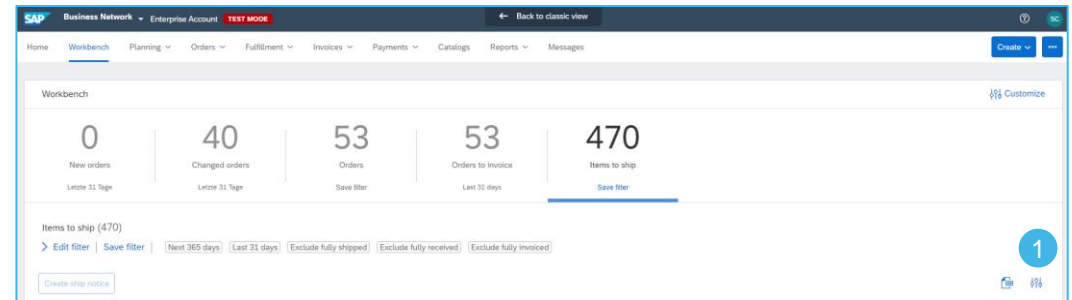 SAP Business Network Enterprise Account TEST MODE ← Back to classic view ? SC
Home Workbench Planning Orders Fulfillment Invoices Payments Catalogs Reports Messages Create ...
Workbench Customize
0 40 53 53 470
New orders Changed orders Orders Orders to invoice Items to ship
Letzte 31 Tage Letzte 31 Tage Save filter Last 31 days Save filter
Items to ship (470)
> Edit filter | Save filter | Next 365 days Last 31 days Exclude fully shipped Exclude fully received Exclude fully invoiced
1
Create ship notice